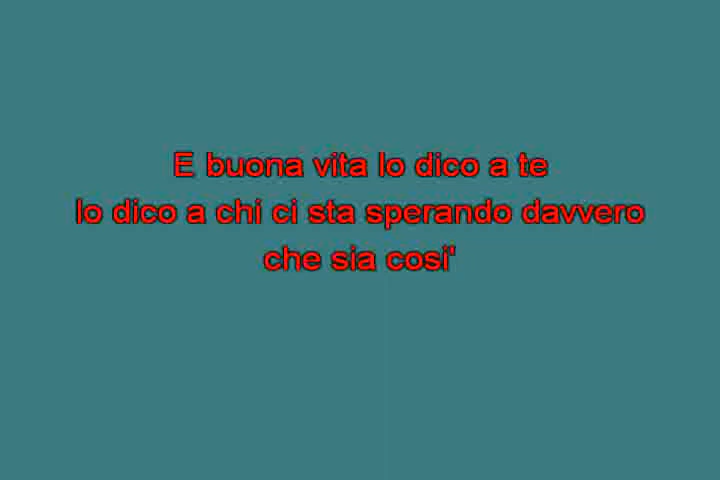 E buona vita lo dico a te
lo dico a chi ci sta sperando davvero
che sia cosi'